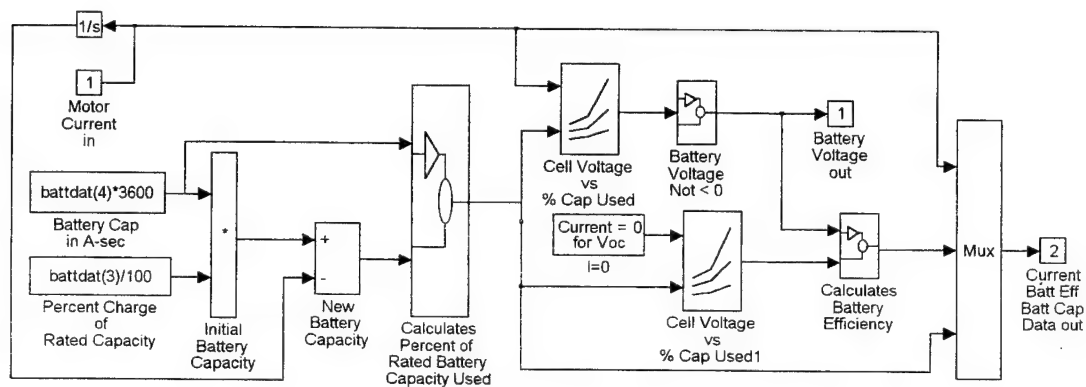 1/s
1
Motor
Current
in
battdat(4)*3600
Battery Cap
in A-sec
battdat(3)/100
Percent Charge
of
Rated Capacity
*
Initial
Battery
Capacity
+
-
New
Battery
Capacity
Calculates
Percent of
Rated Battery
Capacity Used
Cell Voltage
vs
% Cap Used
Battery
Voltage
Not < 0
1
Battery
Voltage
out
Current = 0
for Voc
I=0
Cell Voltage
vs
% Cap Used1
Calculates
Battery
Efficiency
Mux
2
Current
Batt Eff
Batt Cap
Data out